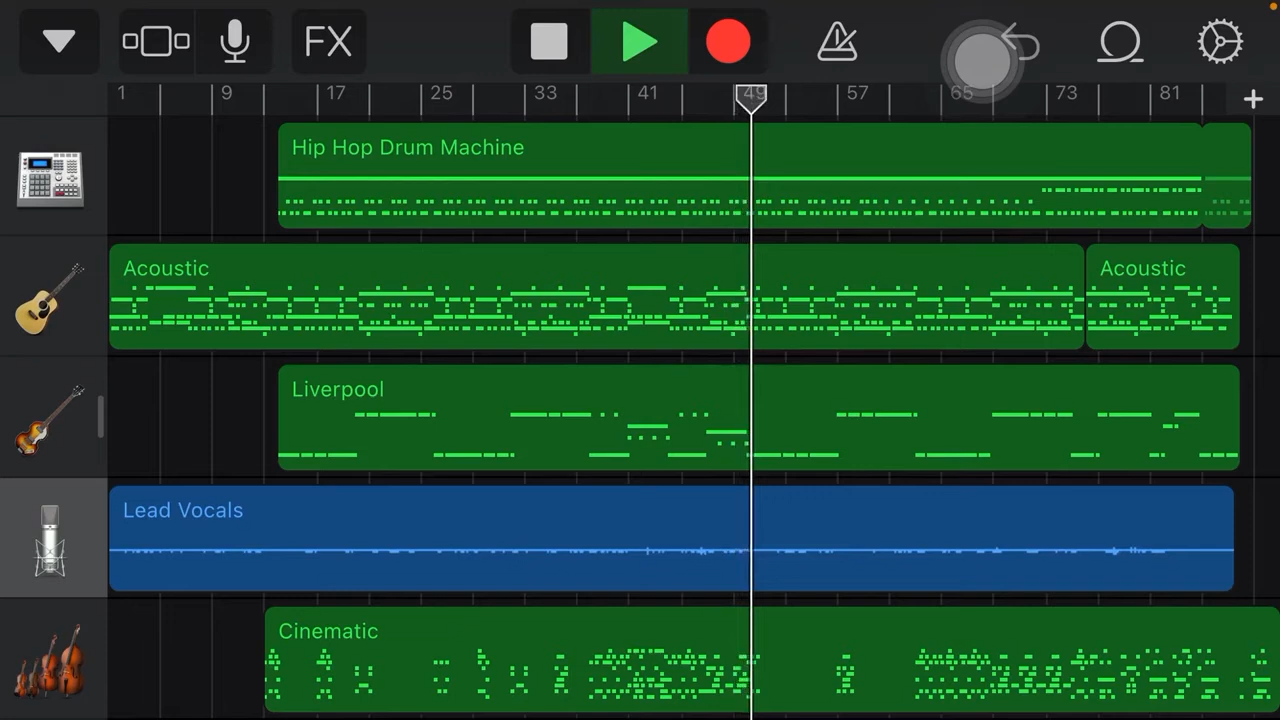 FX
1 9 17 25 33 41 49 57 65 73 81 +
Hip Hop Drum Machine
Acoustic Acoustic
Liverpool
Lead Vocals
Cinematic